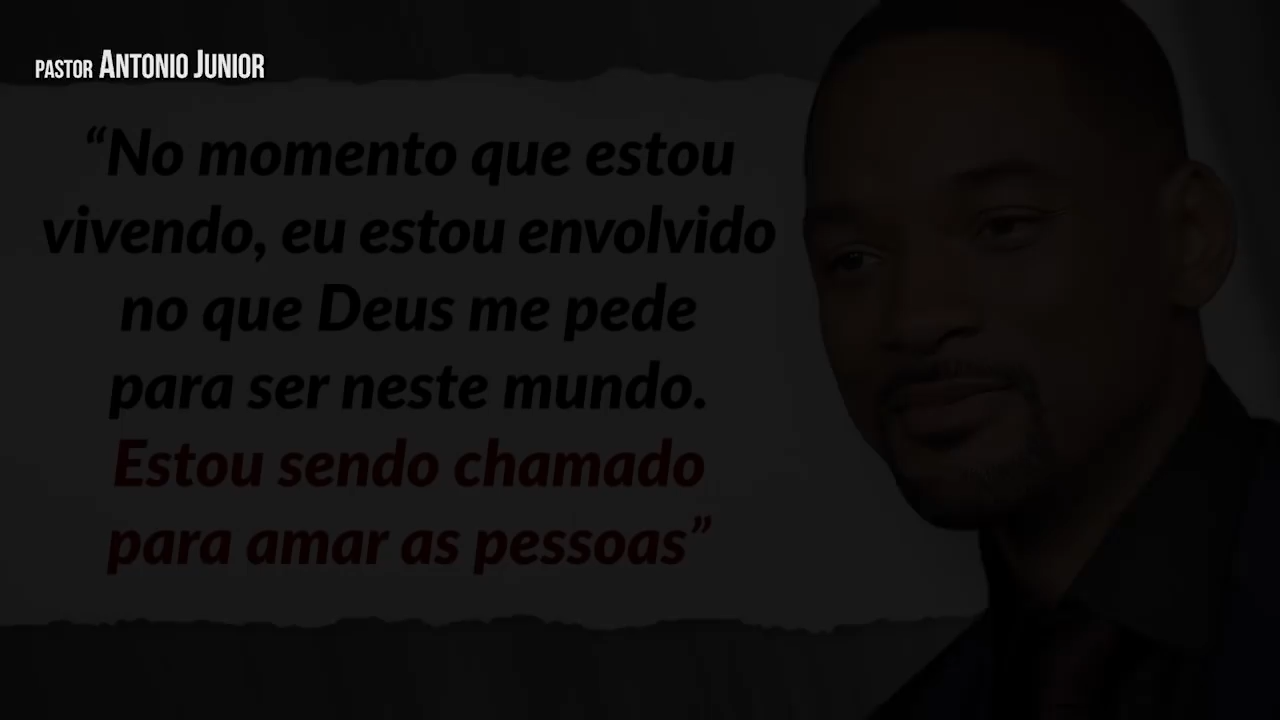 PASTOR ANTONIO JUNIOR
“No momento que estou
vivendo, eu estou envolvido
no que Deus me pede
para ser neste mundo.
Estou sendo chamado
para amar as pessoas”